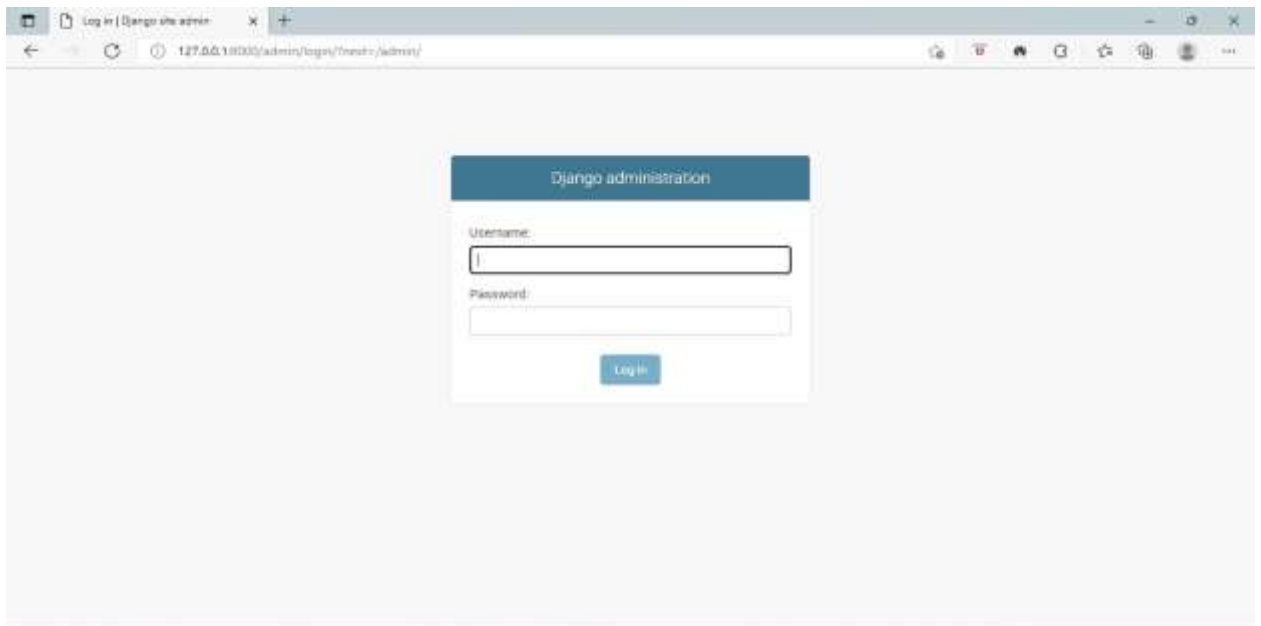 Log in | Django site admin
127.0.0.1:8000/admin/login/?next=/admin/
Django administration
Username:
Password:
Log in